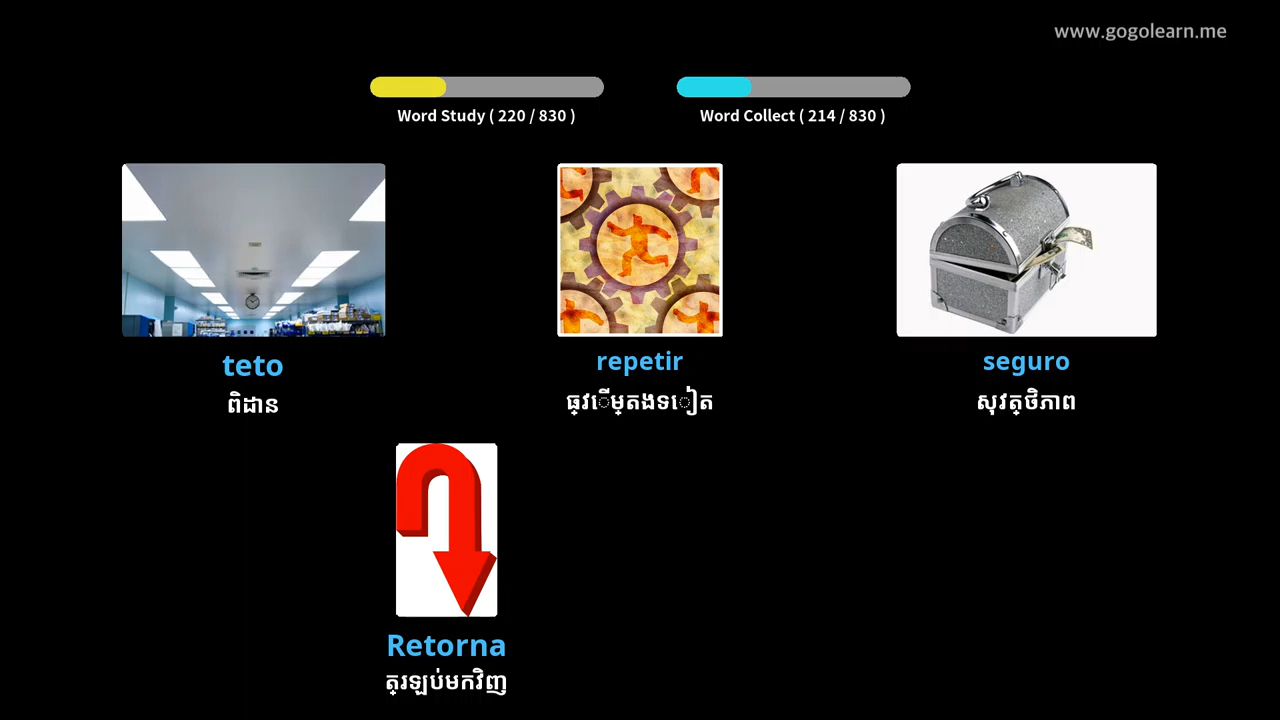 www.gogolearn.me
Word Study ( 220 / 830 )
Word Collect ( 214 / 830 )
teto
ពិដាន
repetir
ធ្វើម្តងទៀត
seguro
សុវត្ថិភាព
Retorna
ត្រឡប់មកវិញ